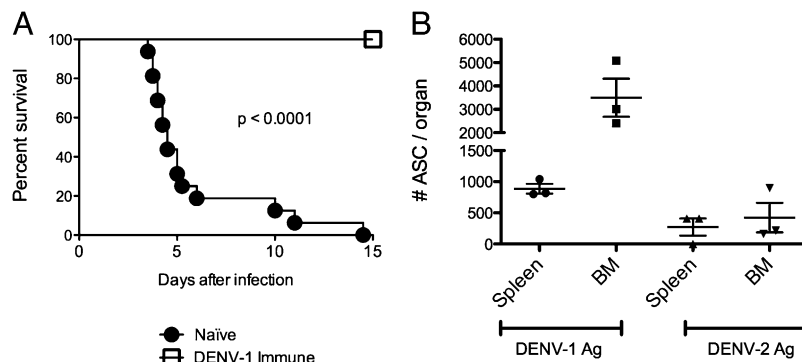 A
Percent survival
100
80
60
40
20
0
p < 0.0001
0 5 10 15
Days after infection
Naïve
DENV-1 Immune
B
# ASC / organ
6000
5000
4000
3000
2000
1500
1000
500
0
Spleen BM Spleen BM
DENV-1 Ag DENV-2 Ag